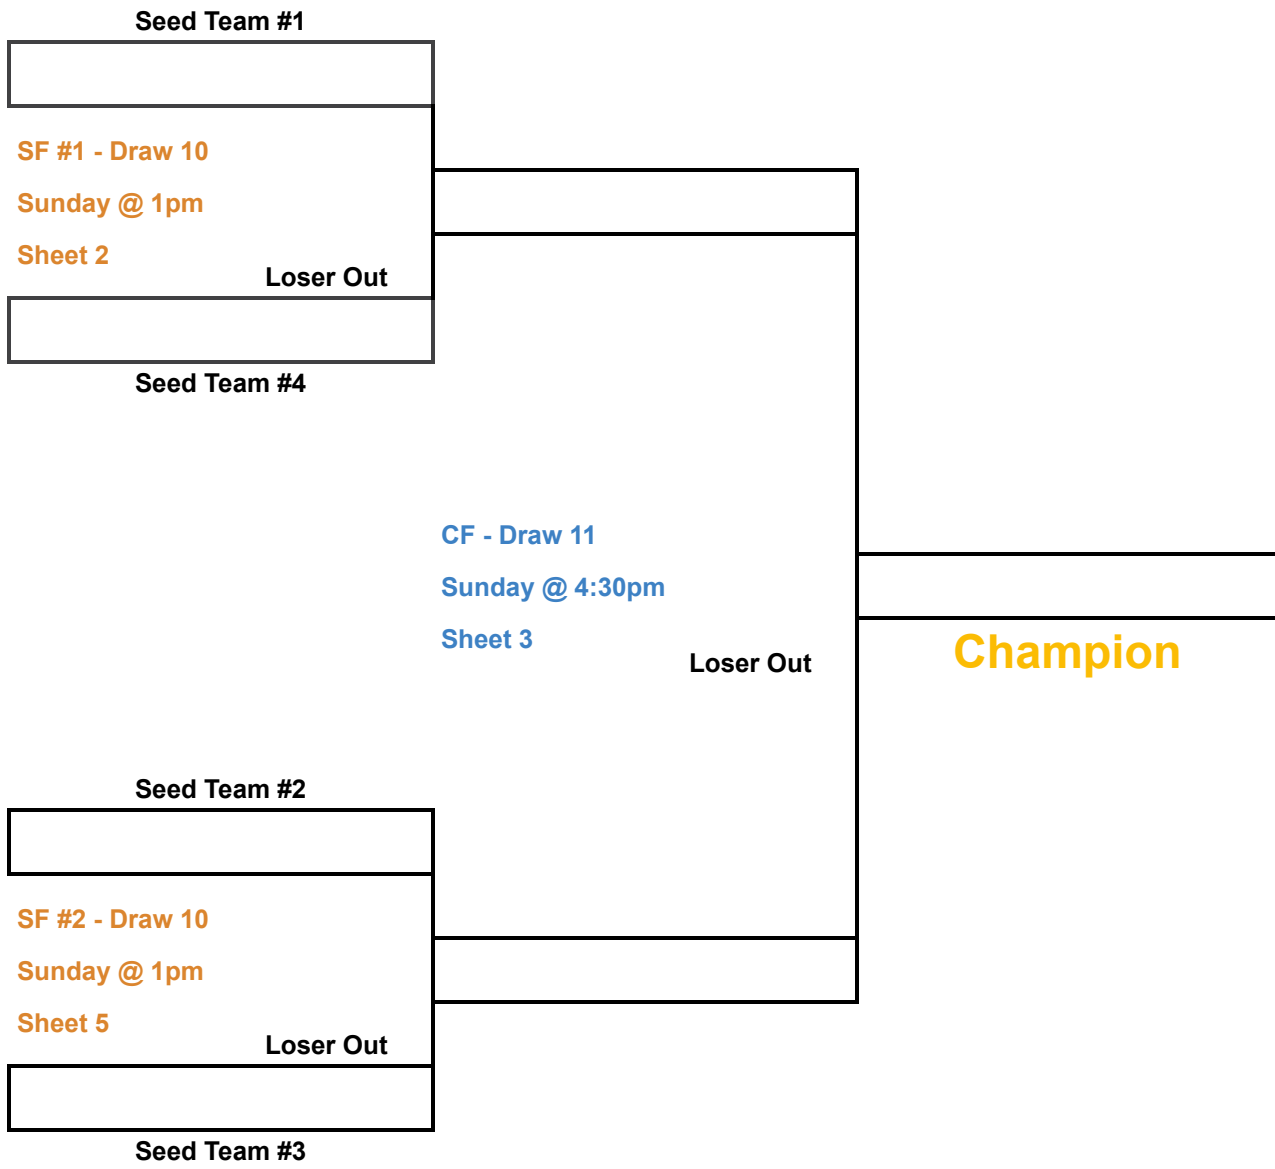 Seed Team #1
SF #1 - Draw 10
Sunday @ 1pm
Sheet 2
Loser Out
Seed Team #4
CF - Draw 11
Sunday @ 4:30pm
Sheet 3
Loser Out
Champion
Seed Team #2
SF #2 - Draw 10
Sunday @ 1pm
Sheet 5
Loser Out
Seed Team #3